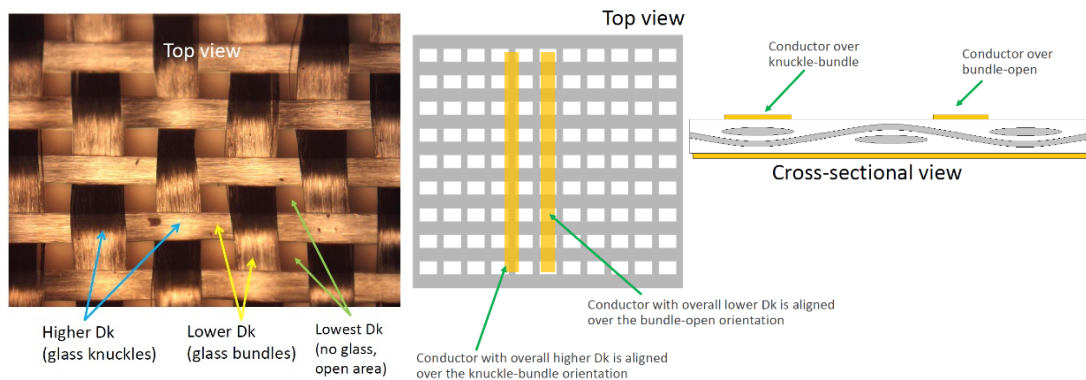 Top view
Higher Dk
(glass knuckles)
Lower Dk
(glass bundles)
Lowest Dk
(no glass,
open area)
Top view
Conductor with overall lower Dk is aligned
over the bundle-open orientation
Conductor with overall higher Dk is aligned
over the knuckle-bundle orientation
Conductor over
knuckle-bundle
Conductor over
bundle-open
Cross-sectional view